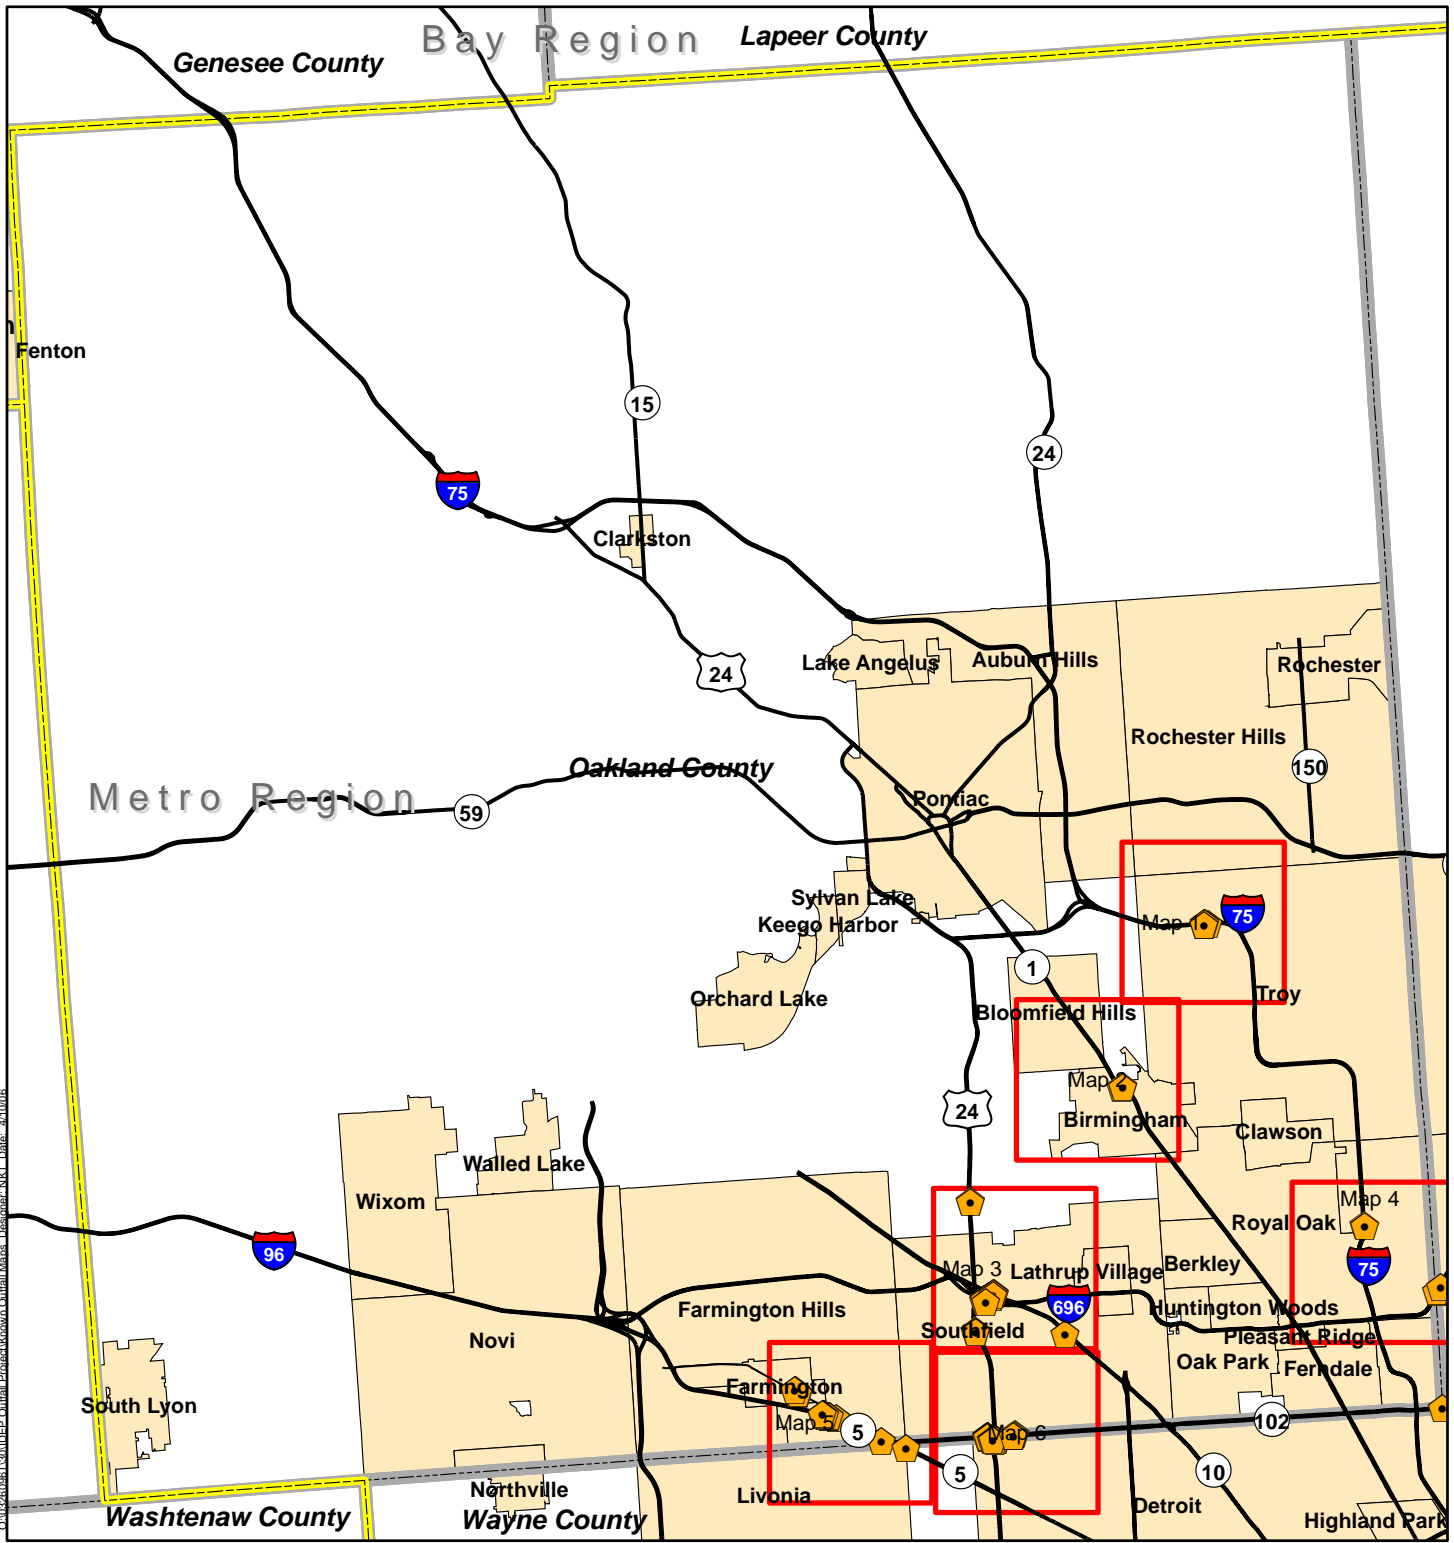 Bay Region
Lapeer County
Genesee County
Fenton
15
24
75
Clarkston
Lake Angelus
Auburn Hills
Rochester
24
Rochester Hills
150
Oakland County
Metro Region
59
Pontiac
Sylvan Lake
Keego Harbor
Map 1
75
1
Orchard Lake
Troy
Bloomfield Hills
Map 2
24
Birmingham
Clawson
Walled Lake
Wixom
Map 4
Royal Oak
96
Map 3
Lathrup Village
Berkley
75
696
Huntington Woods
Farmington Hills
Southfield
Pleasant Ridge
Novi
Oak Park
Ferndale
Farmington
South Lyon
Map 5
5
Map 6
102
5
10
Northville
Livonia
Detroit
Washtenaw County
Wayne County
Highland Park